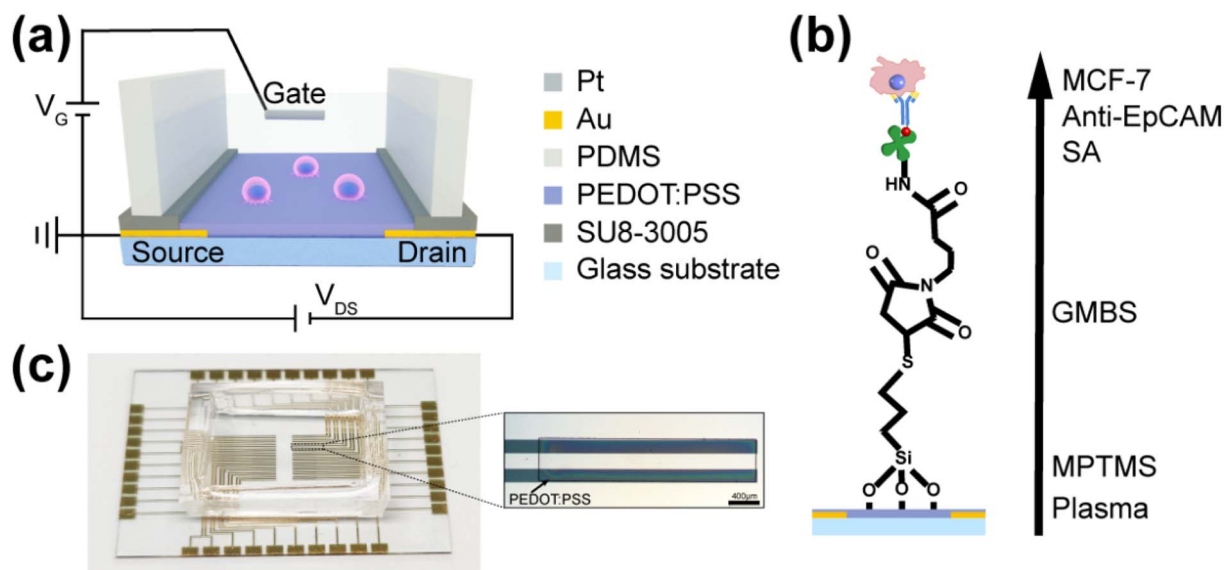 (a)
V
G
Gate
Source
Drain
V
DS
Pt
Au
PDMS
PEDOT:PSS
SU8-3005
Glass substrate
(b)
HN
O
O
N
O
S
Si
O
O
O
MCF-7
Anti-EpCAM
SA
GMBS
MPTMS
Plasma
(c)
PEDOT:PSS
400μm